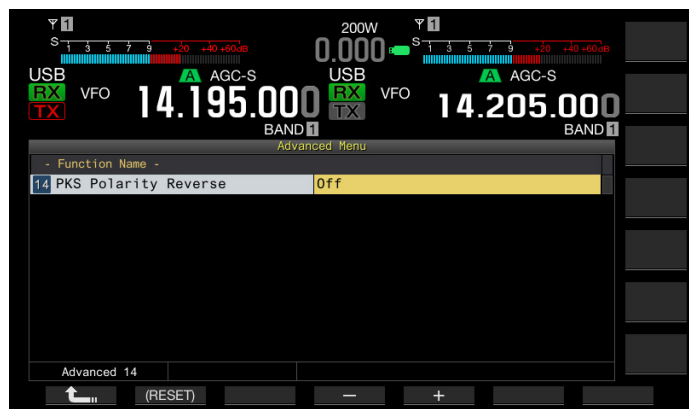 1 200W 1
S 1 3 5 7 9 +20 +40 +60dB 0.000 S 1 3 5 7 9 +20 +40 +60dB
USB A AGC-S USB A AGC-S
RX VFO 14.195.000 RX VFO 14.205.000
TX TX
BAND 1 BAND 1
Advanced Menu
- Function Name -
14 PKS Polarity Reverse Off
Advanced 14
(RESET) − +